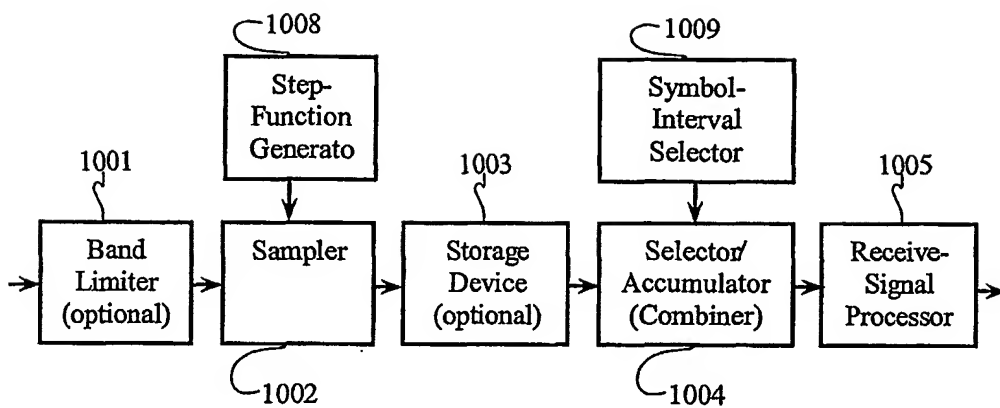 1008
1009
Step-
Function
Generato
Symbol-
Interval
Selector
1001
1003
1005
Band
Limiter
(optional)
Sampler
Storage
Device
(optional)
Selector/
Accumulator
(Combiner)
Receive-
Signal
Processor
1002
1004